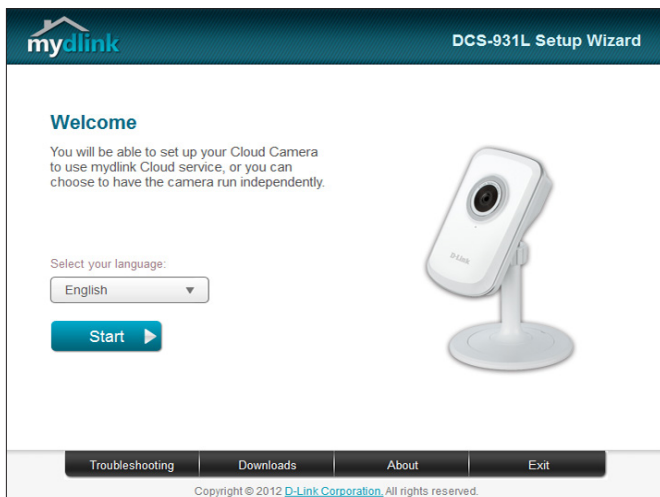 mydlink
DCS-931L Setup Wizard
Welcome
You will be able to set up your Cloud Camera
to use mydlink Cloud service, or you can
choose to have the camera run independently.
Select your language:
English
Start
D-Link
Troubleshooting Downloads About Exit
Copyright © 2012 D-Link Corporation. All rights reserved.